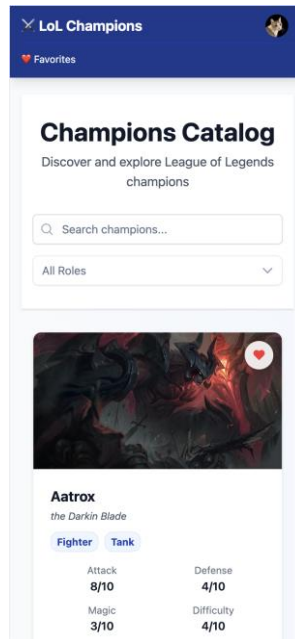 ⚔️ LoL Champions
❤️ Favorites
Champions Catalog
Discover and explore League of Legends
champions
Search champions...
All Roles
Aatrox
the Darkin Blade
Fighter Tank
Attack Defense
8/10 4/10
Magic Difficulty
3/10 4/10